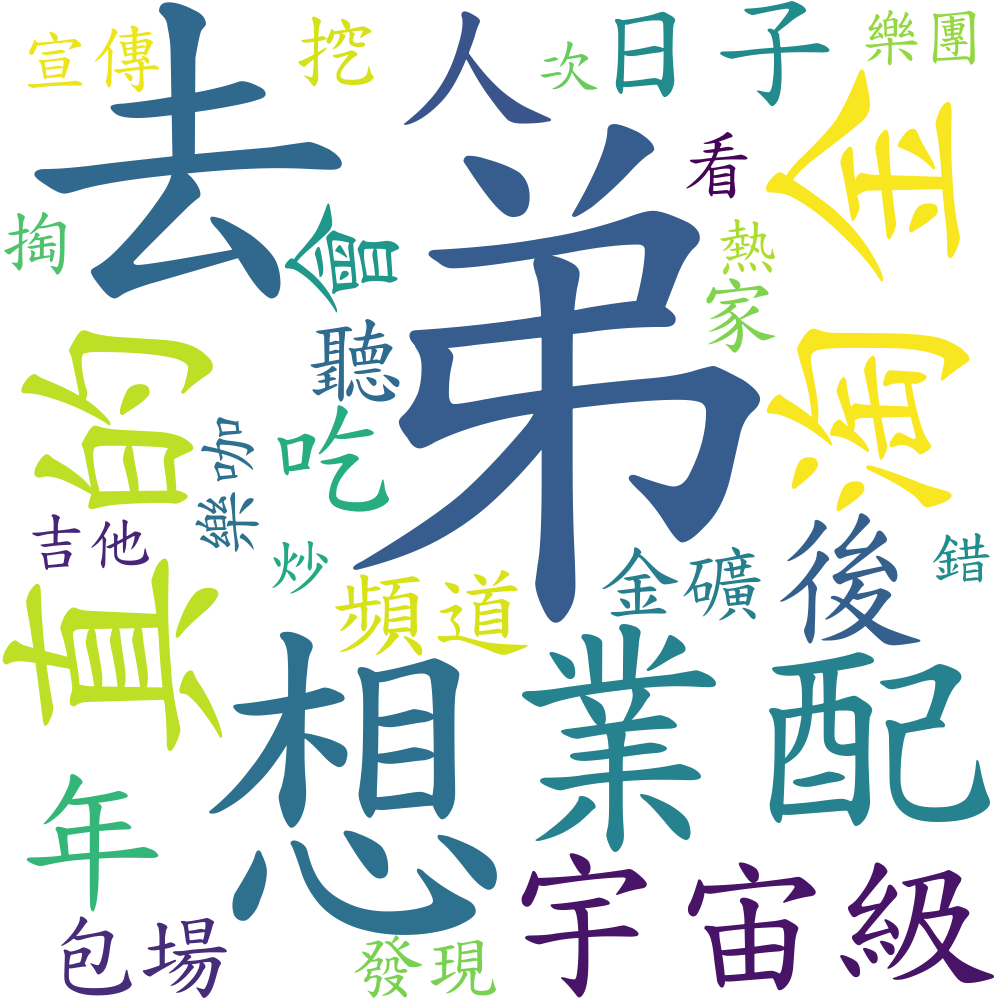 宣傳
挖
人
次
日子
樂團
去
弟
看
淘金
掏
會
熱
家
聽
真的
吃
樂咖
吉他
炒
頻道
金礦
後
錯
想
業配
年
宇宙級
包場
發現